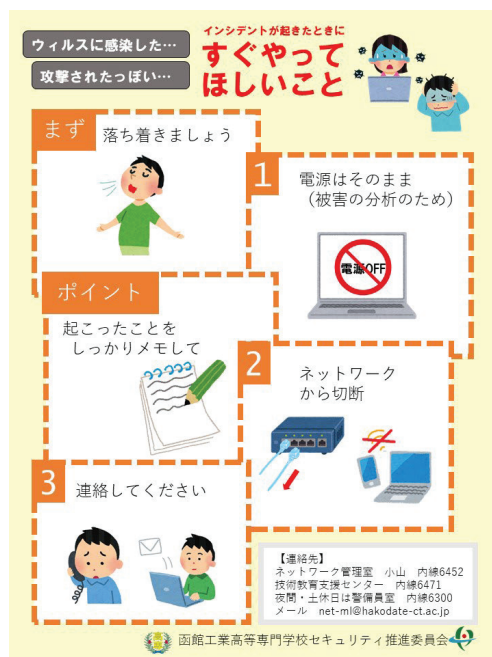 ウィルスに感染した…
攻撃されたっぽい…
インシデントが起きたときに
すぐやって
ほしいこと
まず
落ち着きましょう
1
電源はそのまま
（被害の分析のため）
電源OFF
ポイント
起こったことを
しっかりメモして
2
ネットワーク
から切断
3
連絡してください
【連絡先】
ネットワーク管理室　小山　内線6452
技術教育支援センター　内線6471
夜間・土休日は警備員室　内線6300
メール　net-ml@hakodate-ct.ac.jp
函館工業高等専門学校セキュリティ推進委員会